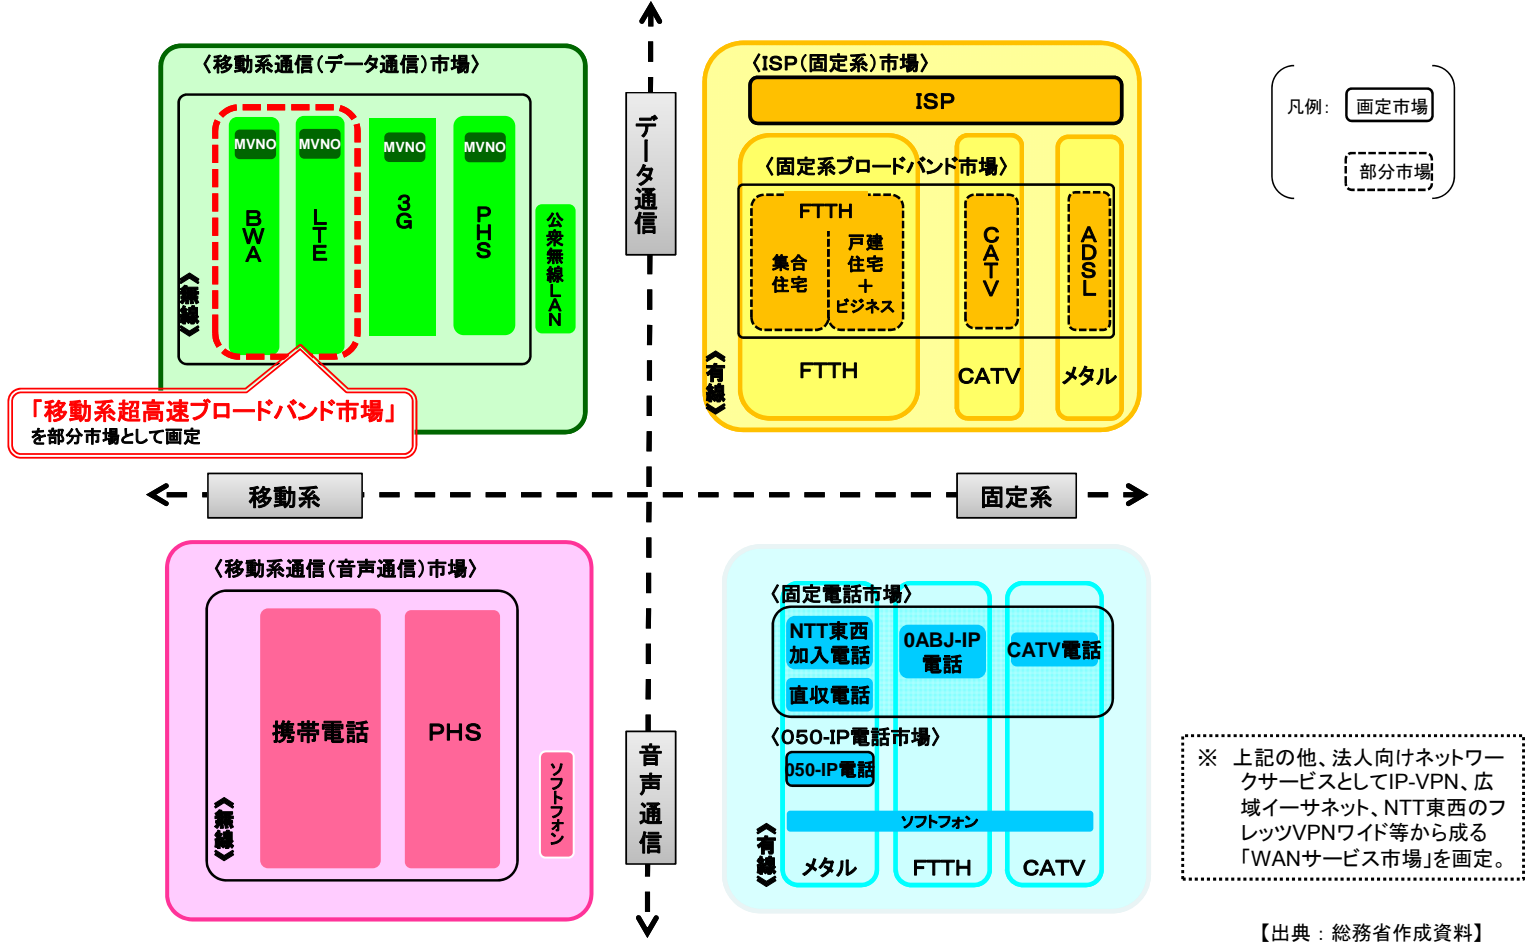 〈移動系通信(データ通信)市場〉
MVNO
MVNO
MVNO
MVNO
BWA
LTE
3G
PHS
公衆無線LAN
《無線》
「移動系超高速ブロードバンド市場」
を部分市場として画定
データ通信
〈ISP(固定系)市場〉
ISP
〈固定系ブロードバンド市場〉
FTTH
集合
住宅
戸建
住宅
+
ビジネス
CATV
ADSL
《有線》
FTTH
CATV
メタル
凡例:
画定市場
部分市場
移動系
固定系
〈移動系通信(音声通信)市場〉
携帯電話
PHS
ソフトフォン
《無線》
音声通信
〈固定電話市場〉
NTT東西
加入電話
直収電話
0ABJ-IP
電話
CATV電話
〈050-IP電話市場〉
050-IP電話
ソフトフォン
《有線》
メタル
FTTH
CATV
※ 上記の他、法人向けネットワー
クサービスとしてIP-VPN、広
域イーサネット、NTT東西のフ
レッツVPNワイド等から成る
「WANサービス市場」を画定。
【出典:総務省作成資料】